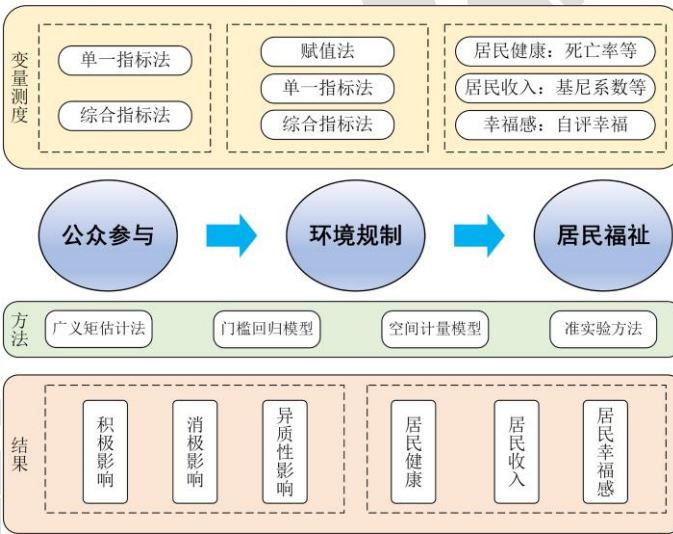 变量测度
单一指标法
综合指标法
赋值法
单一指标法
综合指标法
居民健康：死亡率等
居民收入：基尼系数等
幸福感：自评幸福
公众参与
环境规制
居民福祉
方法
广义矩估计法
门槛回归模型
空间计量模型
准实验方法
结果
积极影响
消极影响
异质性影响
居民健康
居民收入
居民幸福感